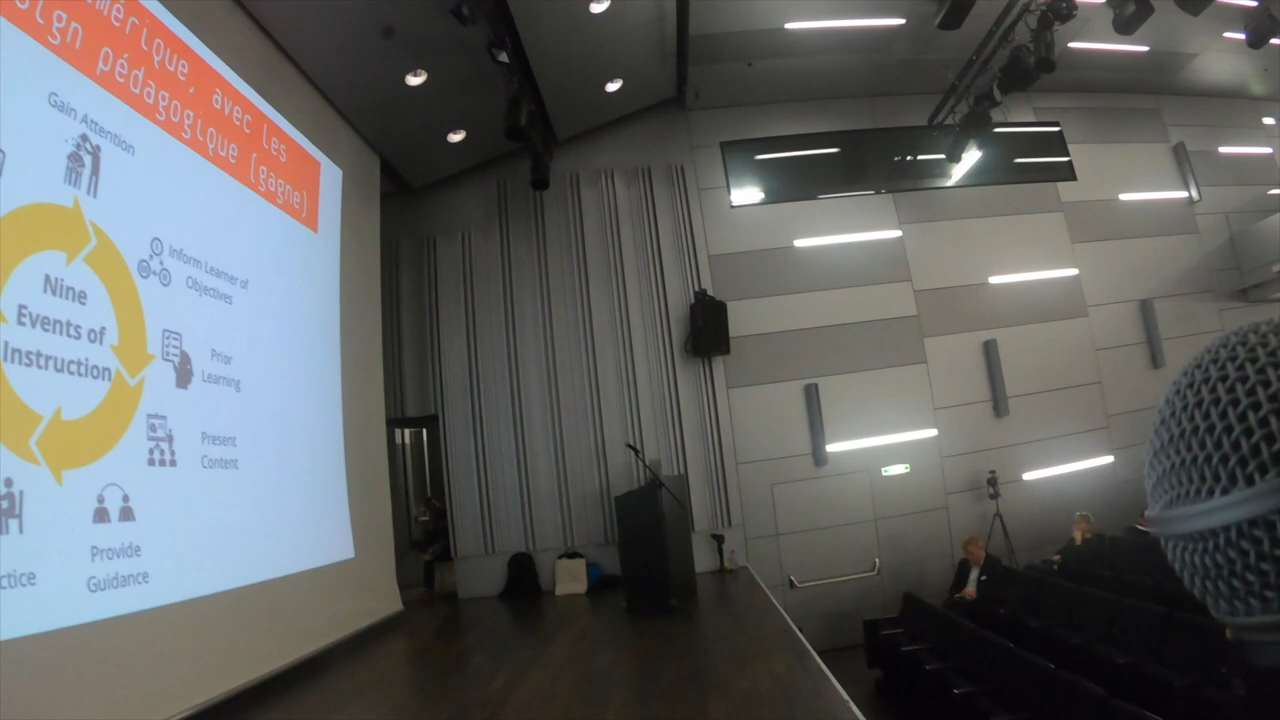 mérique, avec les
sign pédagogique (gagne)
Gain Attention
Inform Learner of
Objectives
Nine
Events of
Instruction
Prior
Learning
Present
Content
Provide
Guidance
ctice